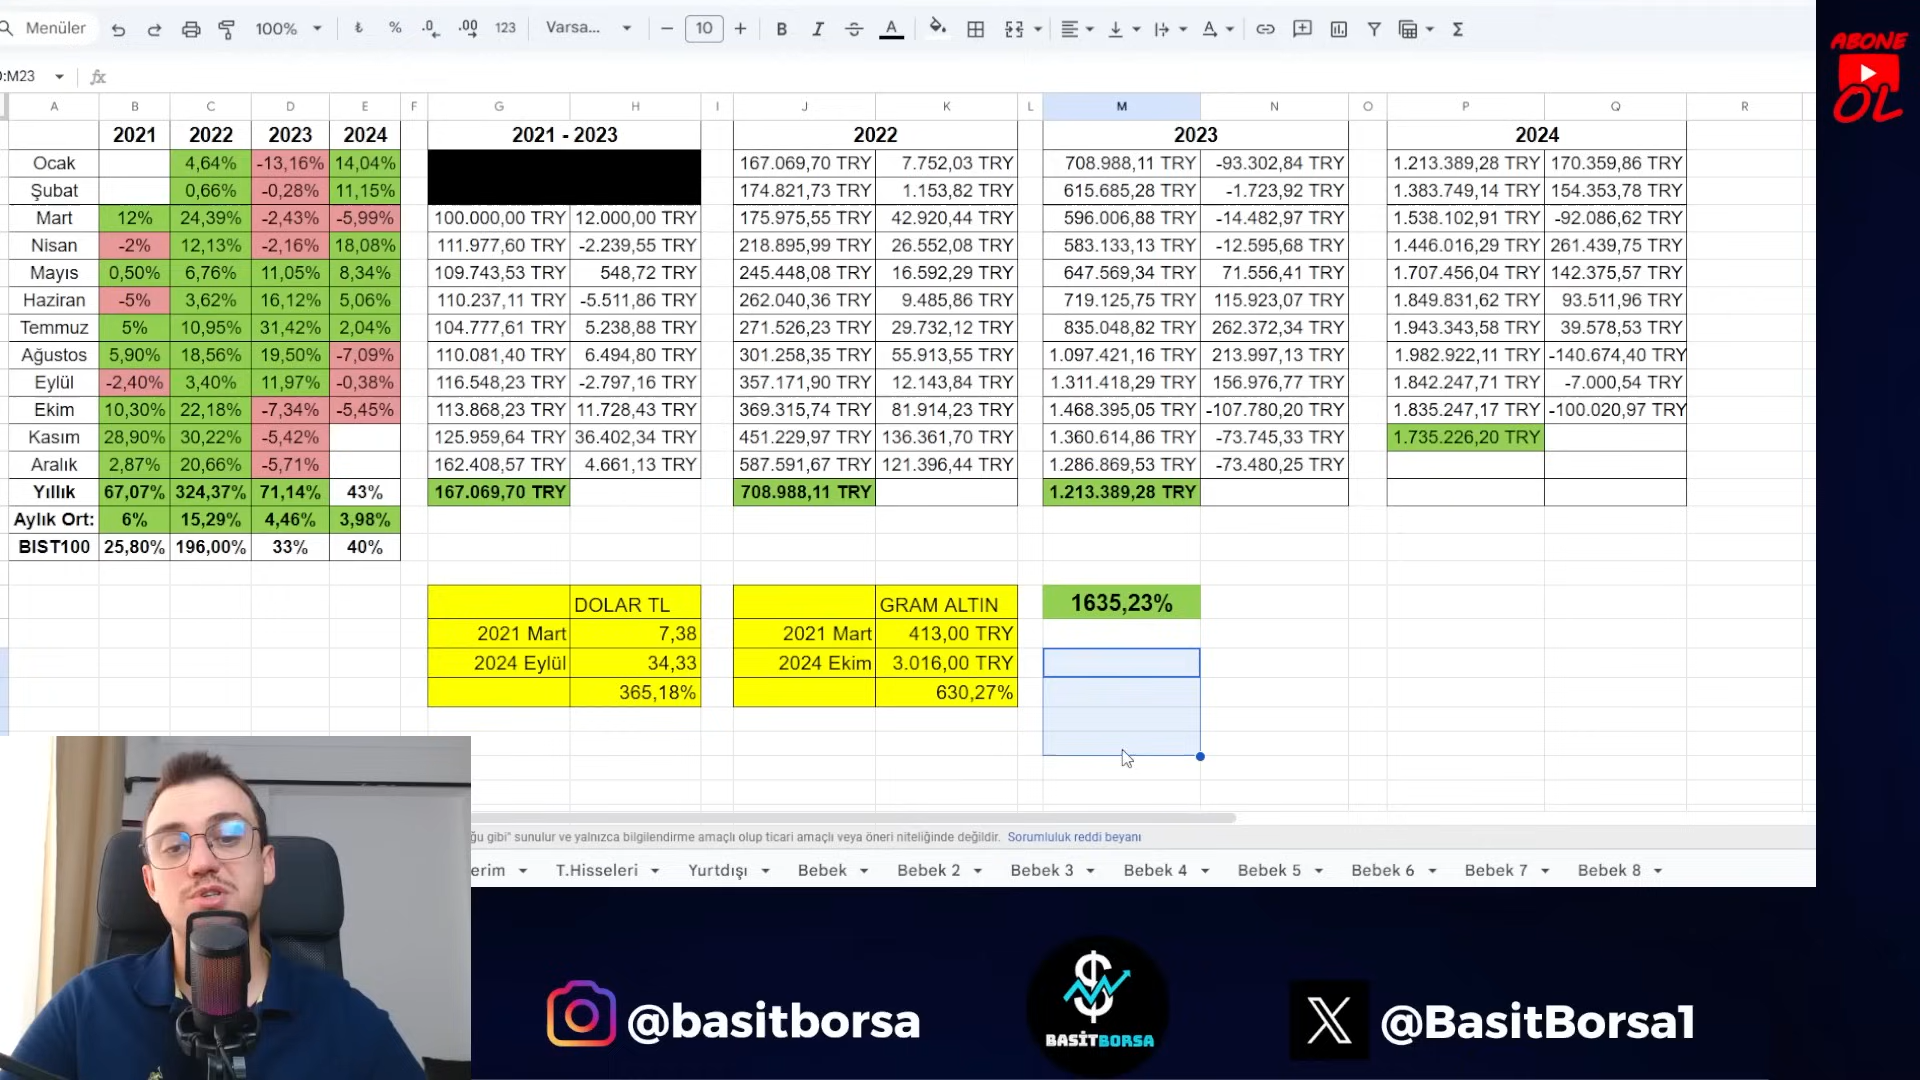 Menüler 100% ₺ % .0 .00 123 Varsa... 10 B I A
:M23 fx
A B C D E F G H I J K L M N O P Q R
2021 2022 2023 2024 2021 - 2023 2022 2023 2024
Ocak 4,64% -13,16% 14,04% 167.069,70 TRY 7.752,03 TRY 708.988,11 TRY -93.302,84 TRY 1.213.389,28 TRY 170.359,86 TRY
Şubat 0,66% -0,28% 11,15% 174.821,73 TRY 1.153,82 TRY 615.685,28 TRY -1.723,92 TRY 1.383.749,14 TRY 154.353,78 TRY
Mart 12% 24,39% -2,43% -5,99% 100.000,00 TRY 12.000,00 TRY 175.975,55 TRY 42.920,44 TRY 596.006,88 TRY -14.482,97 TRY 1.538.102,91 TRY -92.086,62 TRY
Nisan -2% 12,13% -2,16% 18,08% 111.977,60 TRY -2.239,55 TRY 218.895,99 TRY 26.552,08 TRY 583.133,13 TRY -12.595,68 TRY 1.446.016,29 TRY 261.439,75 TRY
Mayıs 0,50% 6,76% 11,05% 8,34% 109.743,53 TRY 548,72 TRY 245.448,08 TRY 16.592,29 TRY 647.569,34 TRY 71.556,41 TRY 1.707.456,04 TRY 142.375,57 TRY
Haziran -5% 3,62% 16,12% 5,06% 110.237,11 TRY -5.511,86 TRY 262.040,36 TRY 9.485,86 TRY 719.125,75 TRY 115.923,07 TRY 1.849.831,62 TRY 93.511,96 TRY
Temmuz 5% 10,95% 31,42% 2,04% 104.777,61 TRY 5.238,88 TRY 271.526,23 TRY 29.732,12 TRY 835.048,82 TRY 262.372,34 TRY 1.943.343,58 TRY 39.578,53 TRY
Ağustos 5,90% 18,56% 19,50% -7,09% 110.081,40 TRY 6.494,80 TRY 301.258,35 TRY 55.913,55 TRY 1.097.421,16 TRY 213.997,13 TRY 1.982.922,11 TRY -140.674,40 TRY
Eylül -2,40% 3,40% 11,97% -0,38% 116.548,23 TRY -2.797,16 TRY 357.171,90 TRY 12.143,84 TRY 1.311.418,29 TRY 156.976,77 TRY 1.842.247,71 TRY -7.000,54 TRY
Ekim 10,30% 22,18% -7,34% -5,45% 113.868,23 TRY 11.728,43 TRY 369.315,74 TRY 81.914,23 TRY 1.468.395,05 TRY -107.780,20 TRY 1.835.247,17 TRY -100.020,97 TRY
Kasım 28,90% 30,22% -5,42% 125.959,64 TRY 36.402,34 TRY 451.229,97 TRY 136.361,70 TRY 1.360.614,86 TRY -73.745,33 TRY 1.735.226,20 TRY
Aralık 2,87% 20,66% -5,71% 162.408,57 TRY 4.661,13 TRY 587.591,67 TRY 121.396,44 TRY 1.286.869,53 TRY -73.480,25 TRY
Yıllık 67,07% 324,37% 71,14% 43% 167.069,70 TRY 708.988,11 TRY 1.213.389,28 TRY
Aylık Ort: 6% 15,29% 4,46% 3,98%
BIST100 25,80% 196,00% 33% 40%
DOLAR TL GRAM ALTIN 1635,23%
2021 Mart 7,38 2021 Mart 413,00 TRY
2024 Eylül 34,33 2024 Ekim 3.016,00 TRY
365,18% 630,27%
ğu gibi" sunulur ve yalnızca bilgilendirme amaçlı olup ticari amaçlı veya öneri niteliğinde değildir. Sorumluluk reddi beyanı
erim T.Hisseleri Yurtdışı Bebek Bebek 2 Bebek 3 Bebek 4 Bebek 5 Bebek 6 Bebek 7 Bebek 8
ABONE
OL
@basitborsa
BASİTBORSA
@BasitBorsa1